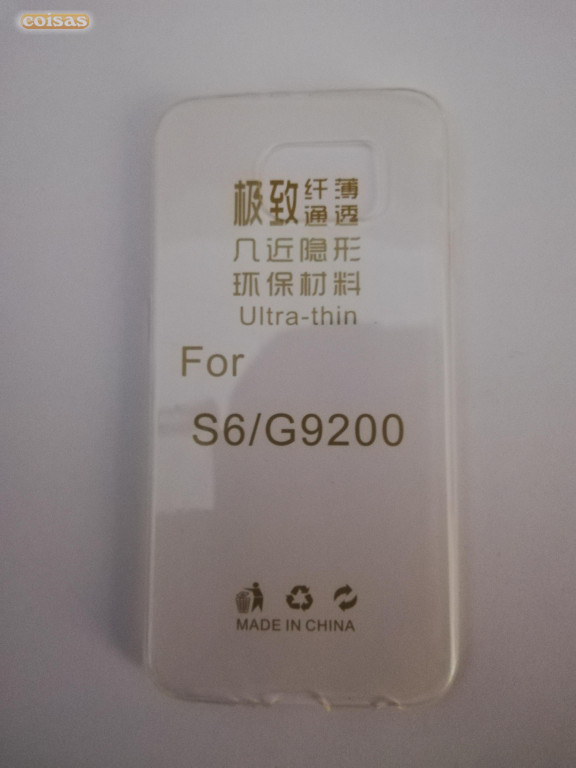 coisas
极致纤薄
通透
几近隐形
环保材料
Ultra-thin
For
S6/G9200
MADE IN CHINA